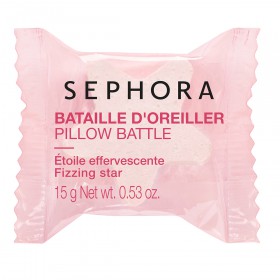 SEPHORA
BATAILLE D'OREILLER
PILLOW BATTLE
Étoile effervescente
Fizzing star
15 g Net wt. 0.53 oz.